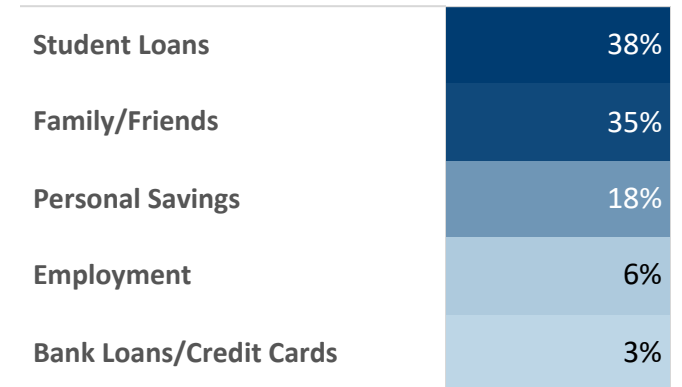 Student Loans 38%
Family/Friends 35%
Personal Savings 18%
Employment 6%
Bank Loans/Credit Cards 3%